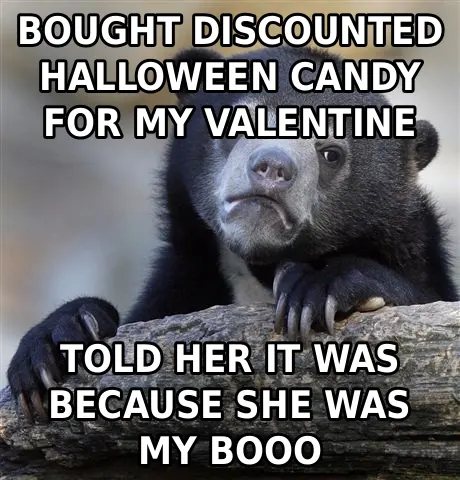 BOUGHT DISCOUNTED
HALLOWEEN CANDY
FOR MY VALENTINE
TOLD HER IT WAS
BECAUSE SHE WAS
MY BOOO